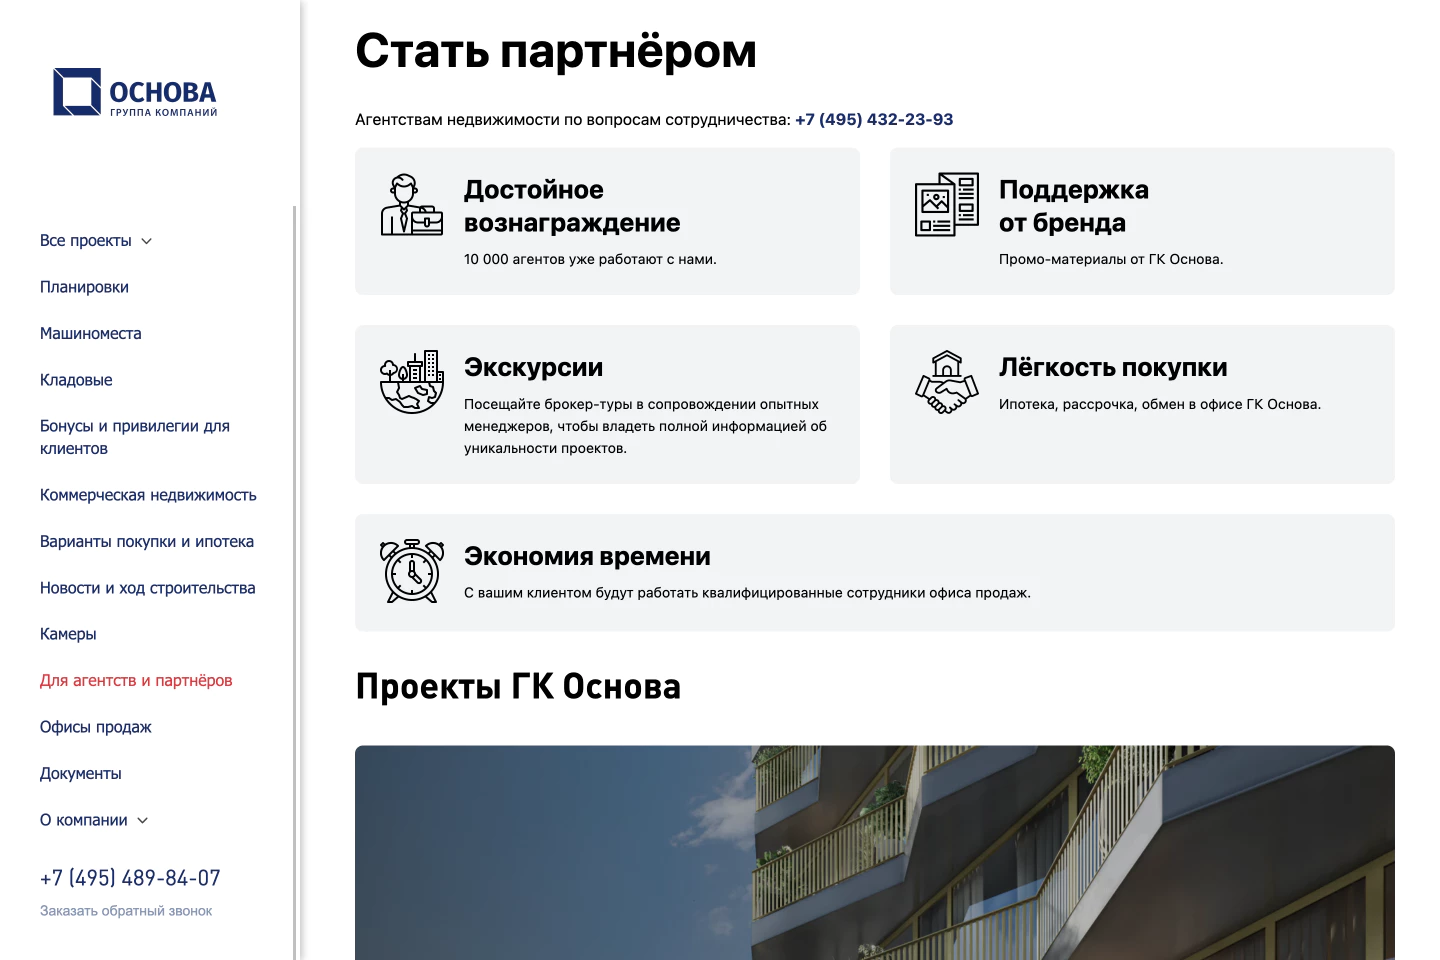 ОСНОВА
ГРУППА КОМПАНИЙ
Все проекты
Планировки
Машиноместа
Кладовые
Бонусы и привилегии для
клиентов
Коммерческая недвижимость
Варианты покупки и ипотека
Новости и ход строительства
Камеры
Для агентств и партнёров
Офисы продаж
Документы
О компании
+7 (495) 489-84-07
Заказать обратный звонок
Стать партнёром
Агентствам недвижимости по вопросам сотрудничества: +7 (495) 432-23-93
Достойное
вознаграждение
10 000 агентов уже работают с нами.
Поддержка
от бренда
Промо-материалы от ГК Основа.
Экскурсии
Посещайте брокер-туры в сопровождении опытных
менеджеров, чтобы владеть полной информацией об
уникальности проектов.
Лёгкость покупки
Ипотека, рассрочка, обмен в офисе ГК Основа.
Экономия времени
С вашим клиентом будут работать квалифицированные сотрудники офиса продаж.
Проекты ГК Основа